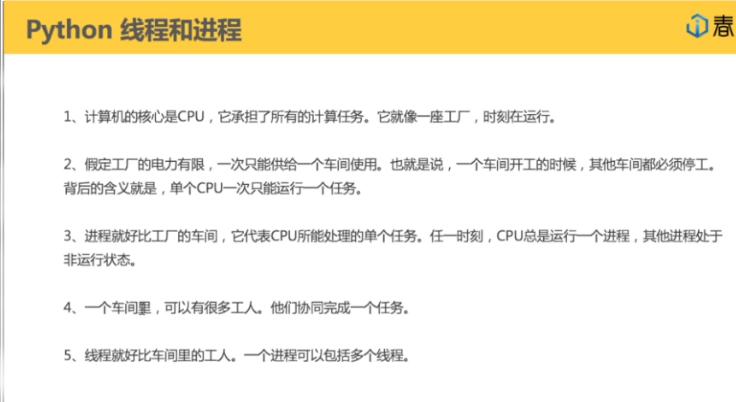 Python 线程和进程
春
1、计算机的核心是CPU，它承担了所有的计算任务。它就像一座工厂，时刻在运行。
2、假定工厂的电力有限，一次只能供给一个车间使用。也就是说，一个车间开工的时候，其他车间都必须停工。
背后的含义就是，单个CPU一次只能运行一个任务。
3、进程就好比工厂的车间，它代表CPU所能处理的单个任务。任一时刻，CPU总是运行一个进程，其他进程处于
非运行状态。
4、一个车间里，可以有很多工人。他们协同完成一个任务。
5、线程就好比车间里的工人。一个进程可以包括多个线程。